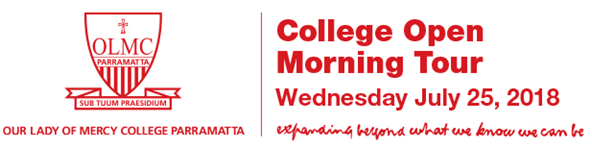 OLMC
PARRAMATTA
SUB TUUM PRAESIDIUM
OUR LADY OF MERCY COLLEGE PARRAMATTA
College Open
Morning Tour
Wednesday July 25, 2018
expanding beyond what we know we can be